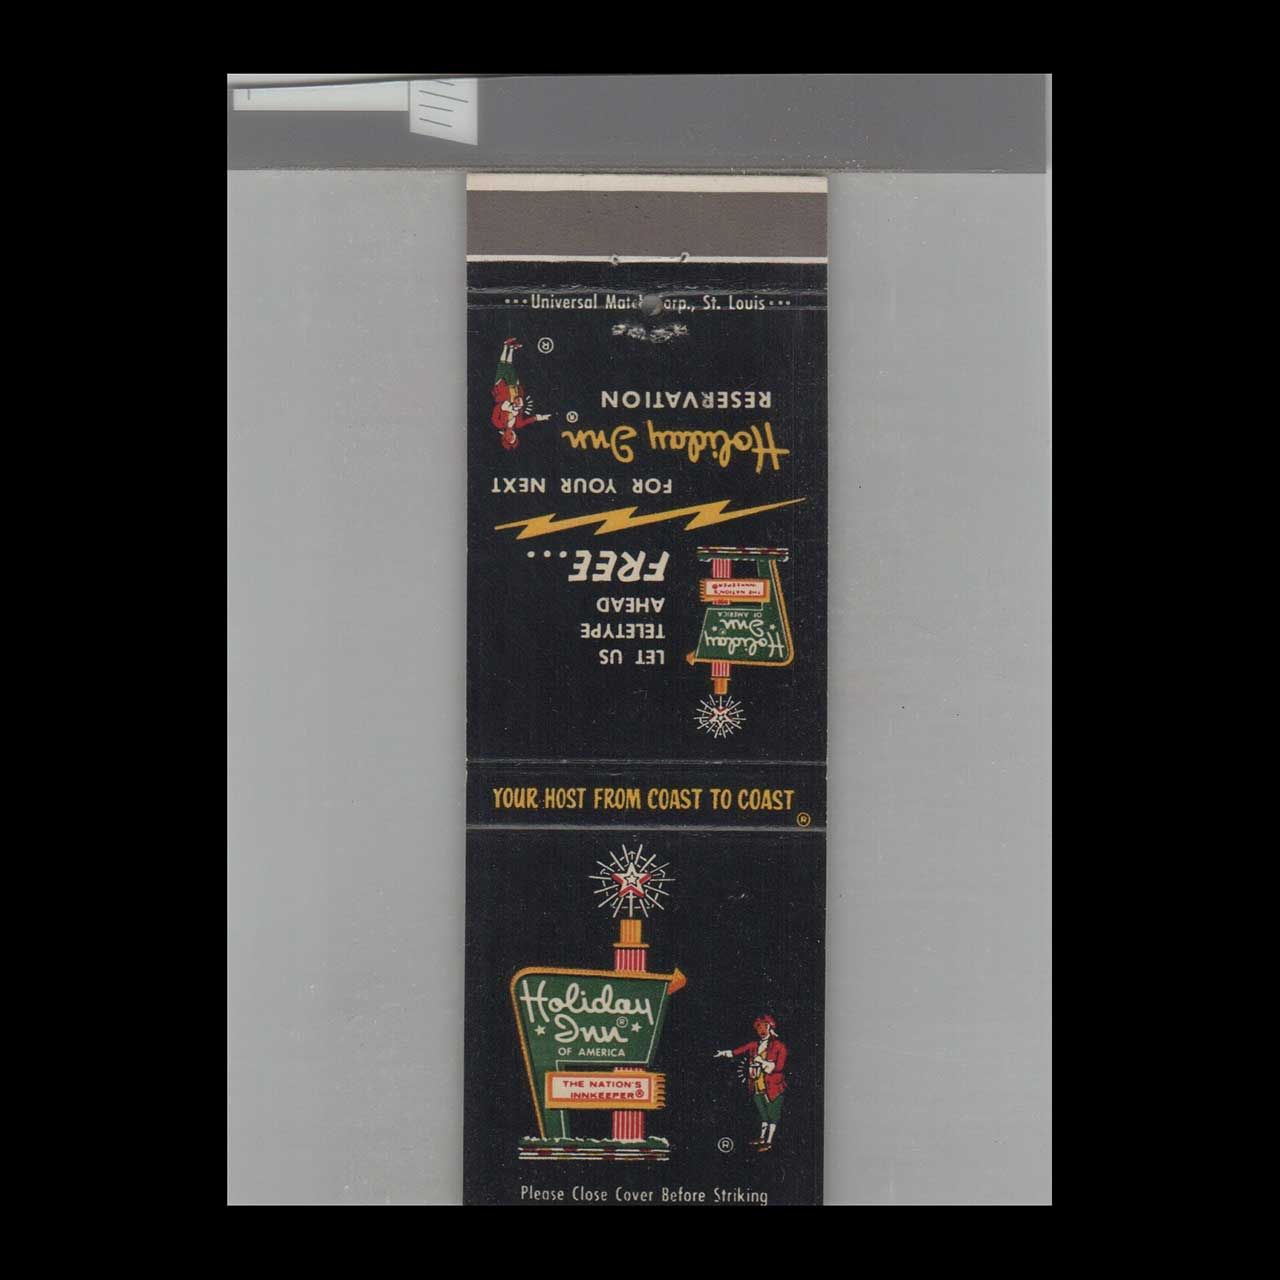 Universal Match Corp., St. Louis
®
RESERVATION
Holiday Inn ®
FOR YOUR NEXT
FREE...
AHEAD
TELETYPE
LET US
THE NATION'S
INNKEEPER®
OF AMERICA
Holiday
Inn
YOUR HOST FROM COAST TO COAST ®
Holiday
Inn®
OF AMERICA
THE NATION'S
INNKEEPER®
®
Please Close Cover Before Striking